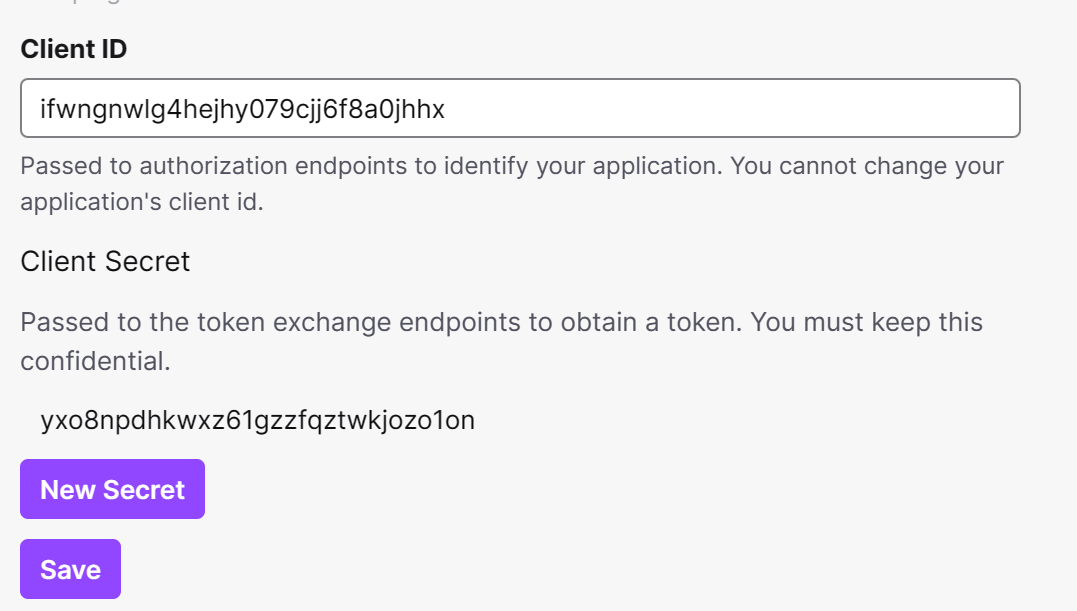 Client ID
ifwngnwlg4hejhy079cjj6f8a0jhhx
Passed to authorization endpoints to identify your application. You cannot change your
application's client id.
Client Secret
Passed to the token exchange endpoints to obtain a token. You must keep this
confidential.
yxo8npdhkwxz61gzzfqztwkjozo1on
New Secret
Save